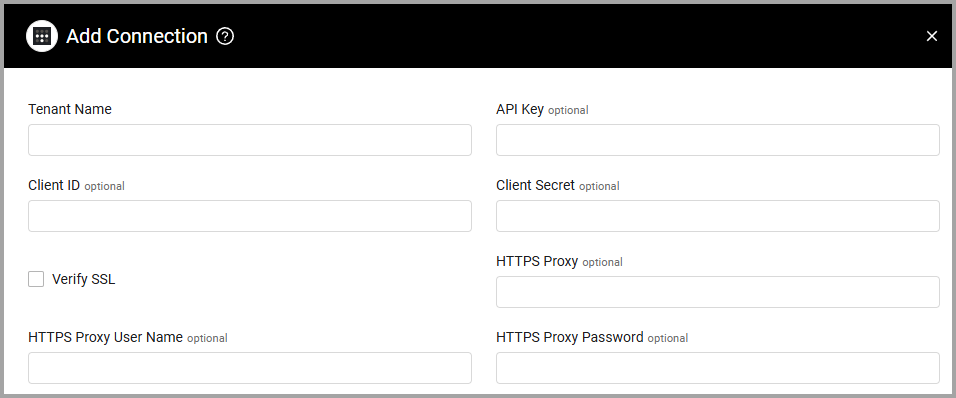 Add Connection ?
Tenant Name
API Key optional
Client ID optional
Client Secret optional
Verify SSL
HTTPS Proxy optional
HTTPS Proxy User Name optional
HTTPS Proxy Password optional